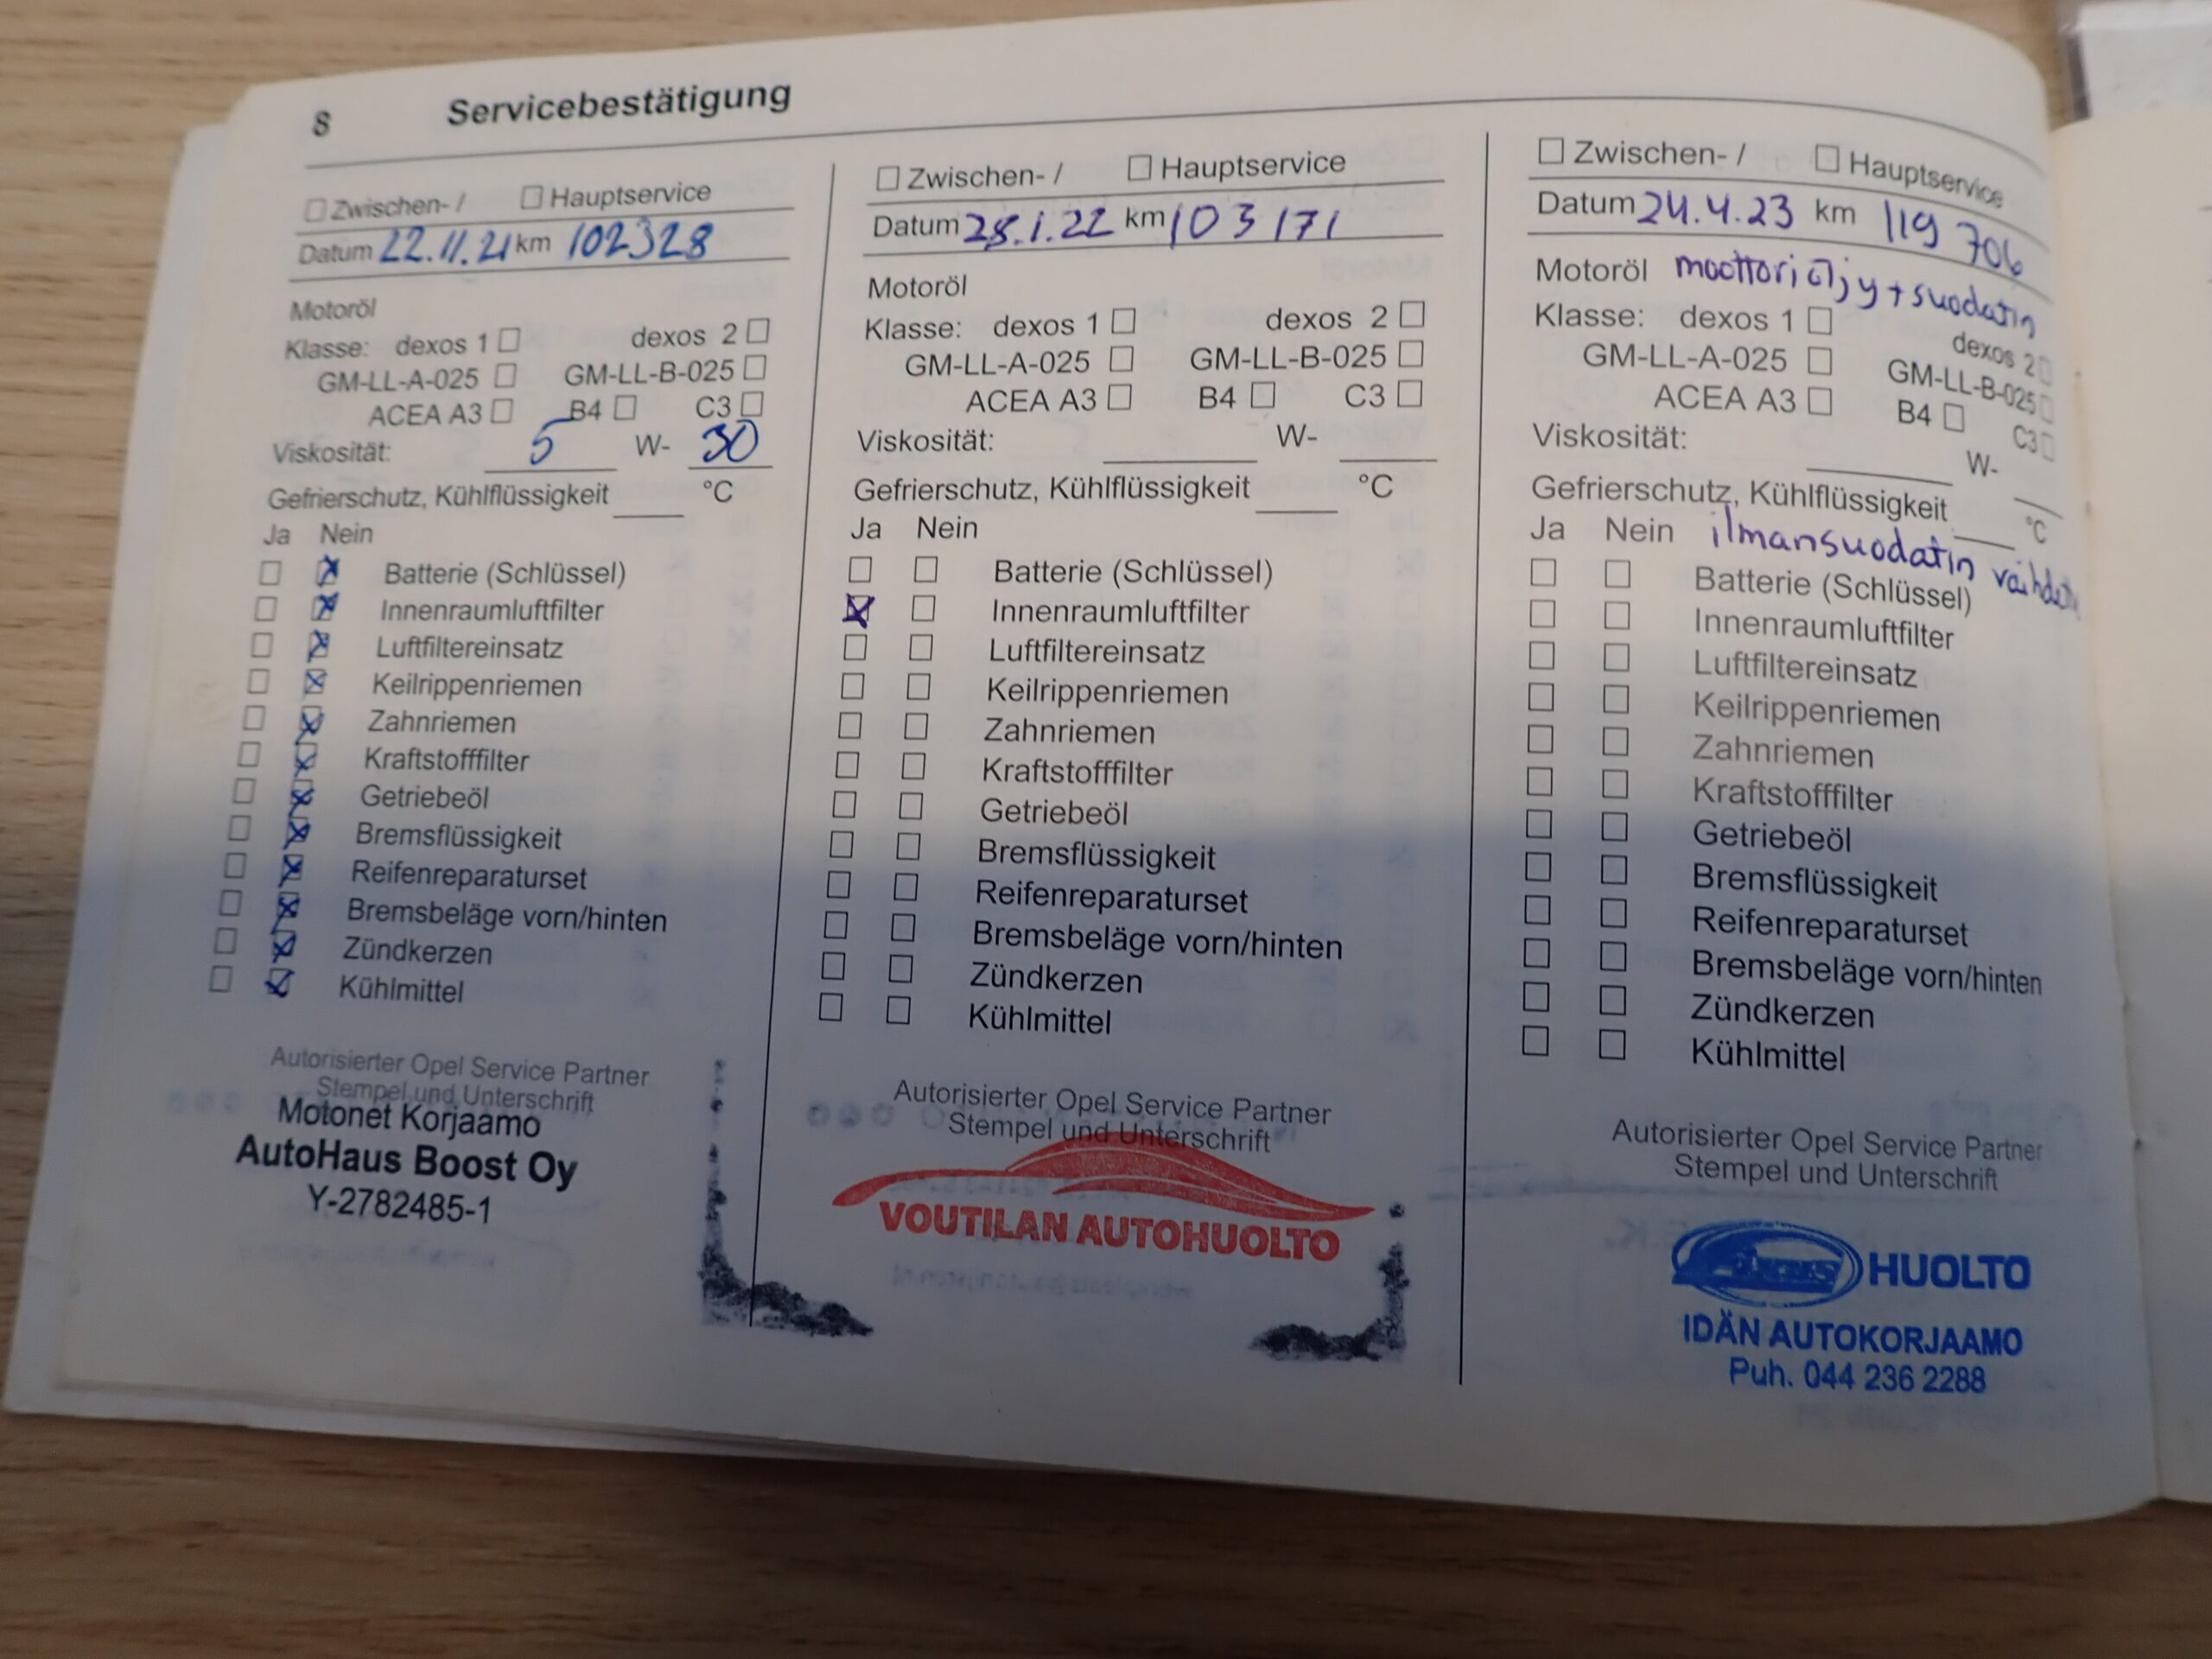 8 Servicebestätigung
☐ Zwischen- / ☐ Hauptservice
Datum 22.11.21 km 102328
Motoröl
Klasse: dexos 1 ☐ dexos 2 ☐
GM-LL-A-025 ☐ GM-LL-B-025 ☐
ACEA A3 ☐ B4 ☐ C3 ☐
Viskosität: 5 W- 30
Gefrierschutz, Kühlflüssigkeit ____ °C
Ja Nein
☐ ☒ Batterie (Schlüssel)
☐ ☒ Innenraumluftfilter
☐ ☒ Luftfiltereinsatz
☐ ☒ Keilrippenriemen
☐ ☒ Zahnriemen
☐ ☒ Kraftstofffilter
☐ ☒ Getriebeöl
☐ ☒ Bremsflüssigkeit
☐ ☒ Reifenreparaturset
☐ ☒ Bremsbeläge vorn/hinten
☐ ☒ Zündkerzen
☐ ☒ Kühlmittel
Autorisierter Opel Service Partner
Stempel und Unterschrift
Motonet Korjaamo
AutoHaus Boost Oy
Y-2782485-1
☐ Zwischen- / ☐ Hauptservice
Datum 28.1.22 km 103171
Motoröl
Klasse: dexos 1 ☐ dexos 2 ☐
GM-LL-A-025 ☐ GM-LL-B-025 ☐
ACEA A3 ☐ B4 ☐ C3 ☐
Viskosität: ____ W- ____
Gefrierschutz, Kühlflüssigkeit ____ °C
Ja Nein
☐ ☐ Batterie (Schlüssel)
☒ ☐ Innenraumluftfilter
☐ ☐ Luftfiltereinsatz
☐ ☐ Keilrippenriemen
☐ ☐ Zahnriemen
☐ ☐ Kraftstofffilter
☐ ☐ Getriebeöl
☐ ☐ Bremsflüssigkeit
☐ ☐ Reifenreparaturset
☐ ☐ Bremsbeläge vorn/hinten
☐ ☐ Zündkerzen
☐ ☐ Kühlmittel
Autorisierter Opel Service Partner
Stempel und Unterschrift
VOUTILAN AUTOHUOLTO
☐ Zwischen- / ☐ Hauptservice
Datum 24.4.23 km 119 706
Motoröl moottoriöljy + suodatin
Klasse: dexos 1 ☐ dexos 2 ☐
GM-LL-A-025 ☐ GM-LL-B-025 ☐
ACEA A3 ☐ B4 ☐ C3 ☐
Viskosität: ____ W- ____
Gefrierschutz, Kühlflüssigkeit ____ °C
Ja Nein ilmansuodatin
☐ ☐ Batterie (Schlüssel)
☐ ☐ Innenraumluftfilter
☐ ☐ Luftfiltereinsatz
☐ ☐ Keilrippenriemen
☐ ☐ Zahnriemen
☐ ☐ Kraftstofffilter
☐ ☐ Getriebeöl
☐ ☐ Bremsflüssigkeit
☐ ☐ Reifenreparaturset
☐ ☐ Bremsbeläge vorn/hinten
☐ ☐ Zündkerzen
☐ ☐ Kühlmittel
Autorisierter Opel Service Partner
Stempel und Unterschrift
HUOLTO
IDÄN AUTOKORJAAMO
Puh. 044 236 2288